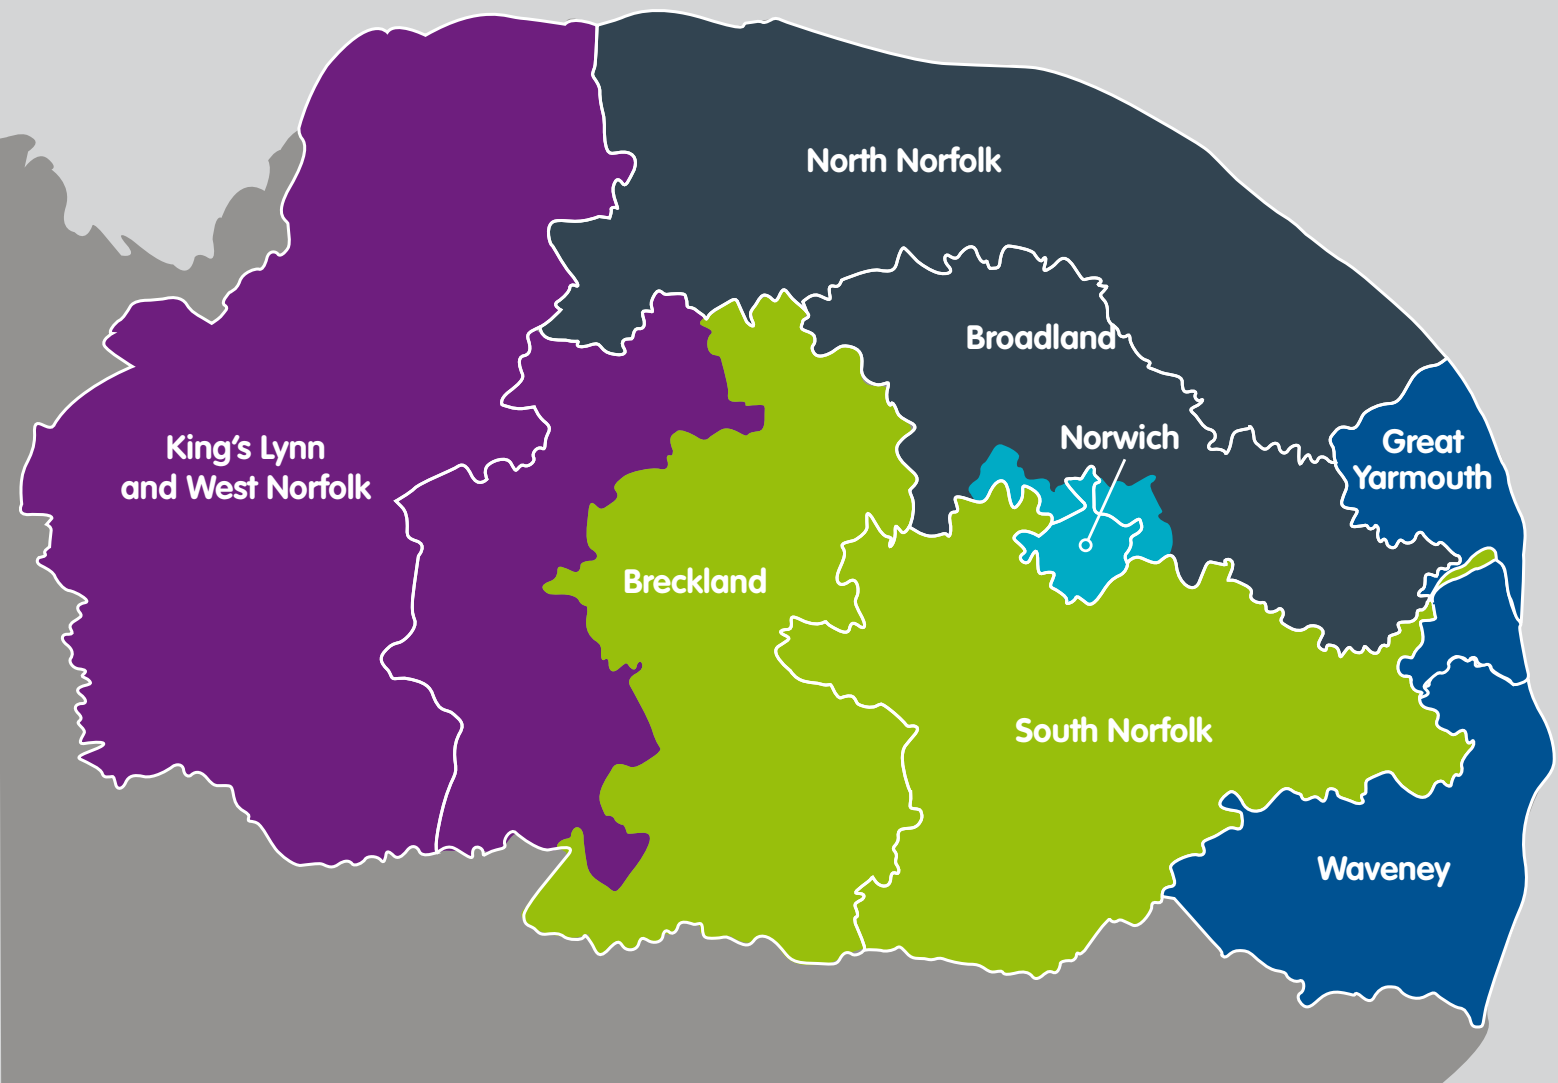 North Norfolk
Broadland
Norwich
King's Lynn
and West Norfolk
Great
Yarmouth
Breckland
South Norfolk
Waveney